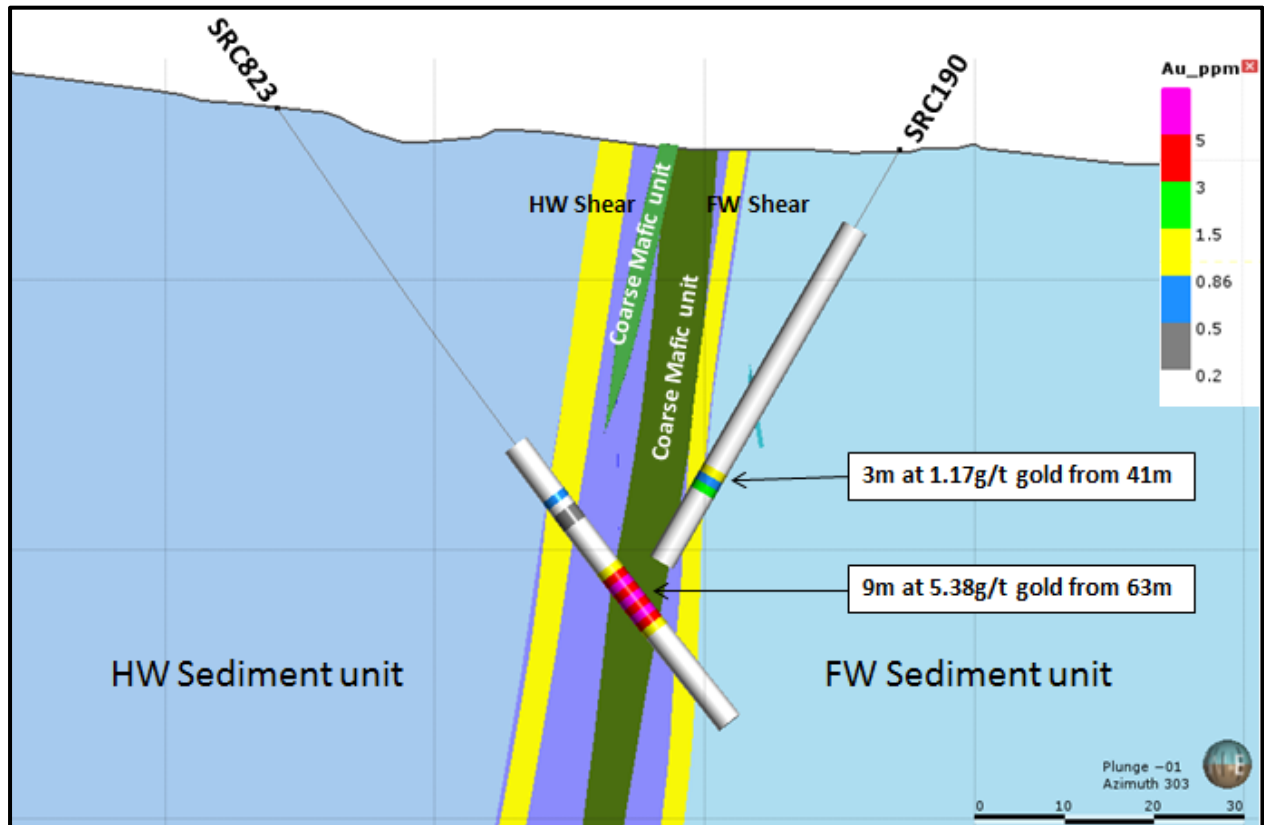 SRC823
SRC190
Au_ppm
5
3
1.5
0.86
0.5
0.2
HW Shear
Coarse Mafic unit
FW Shear
Coarse Mafic unit
3m at 1.17g/t gold from 41m
9m at 5.38g/t gold from 63m
HW Sediment unit
FW Sediment unit
Plunge −01
Azimuth 303
0 10 20 30